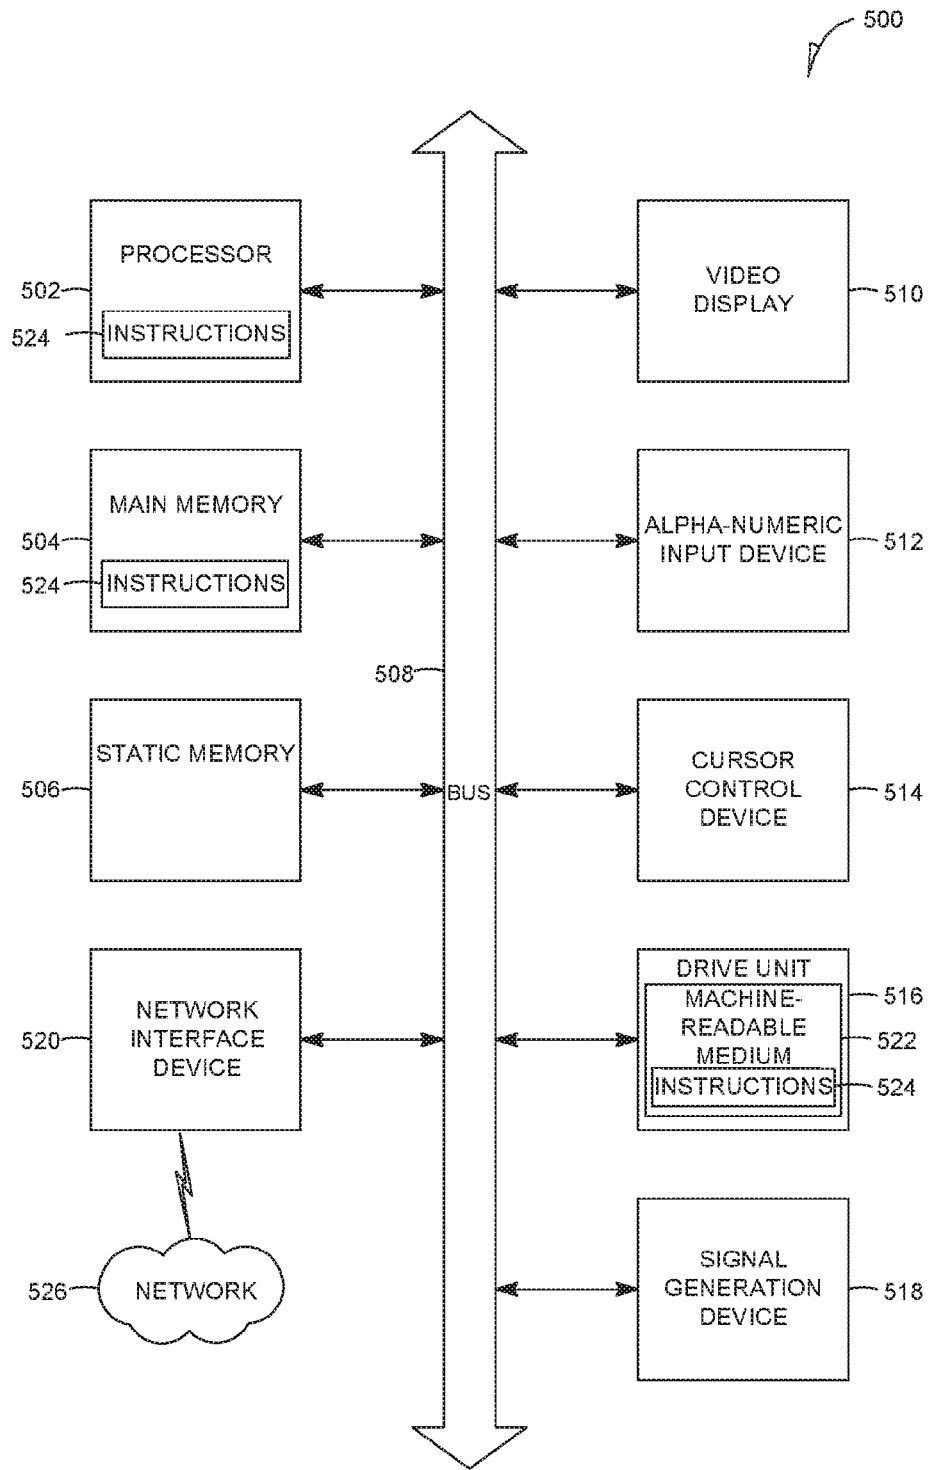 500
PROCESSOR
502
524
INSTRUCTIONS
MAIN MEMORY
504
524
INSTRUCTIONS
508
STATIC MEMORY
506
BUS
NETWORK
INTERFACE
DEVICE
520
526
NETWORK
VIDEO
DISPLAY
510
ALPHA-NUMERIC
INPUT DEVICE
512
CURSOR
CONTROL
DEVICE
514
DRIVE UNIT
516
MACHINE-
READABLE
MEDIUM
522
INSTRUCTIONS
524
SIGNAL
GENERATION
DEVICE
518